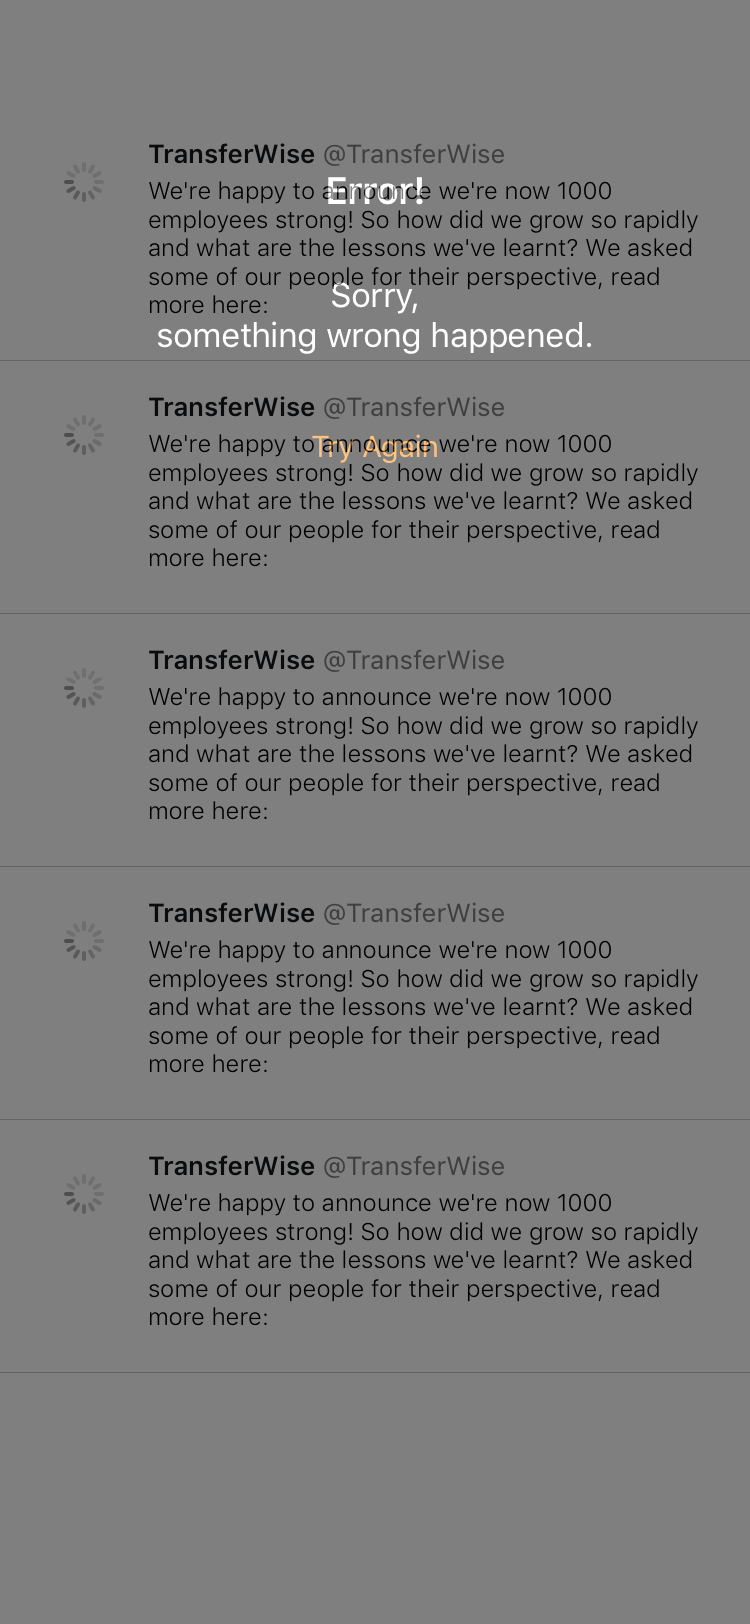 TransferWise @TransferWise
We're happy to announce we're now 1000
Error!
employees strong! So how did we grow so rapidly
and what are the lessons we've learnt? We asked
some of our people for their perspective, read
Sorry,
more here:
something wrong happened.
TransferWise @TransferWise
We're happy to announce we're now 1000
Try Again
employees strong! So how did we grow so rapidly
and what are the lessons we've learnt? We asked
some of our people for their perspective, read
more here:
TransferWise @TransferWise
We're happy to announce we're now 1000
employees strong! So how did we grow so rapidly
and what are the lessons we've learnt? We asked
some of our people for their perspective, read
more here:
TransferWise @TransferWise
We're happy to announce we're now 1000
employees strong! So how did we grow so rapidly
and what are the lessons we've learnt? We asked
some of our people for their perspective, read
more here:
TransferWise @TransferWise
We're happy to announce we're now 1000
employees strong! So how did we grow so rapidly
and what are the lessons we've learnt? We asked
some of our people for their perspective, read
more here: